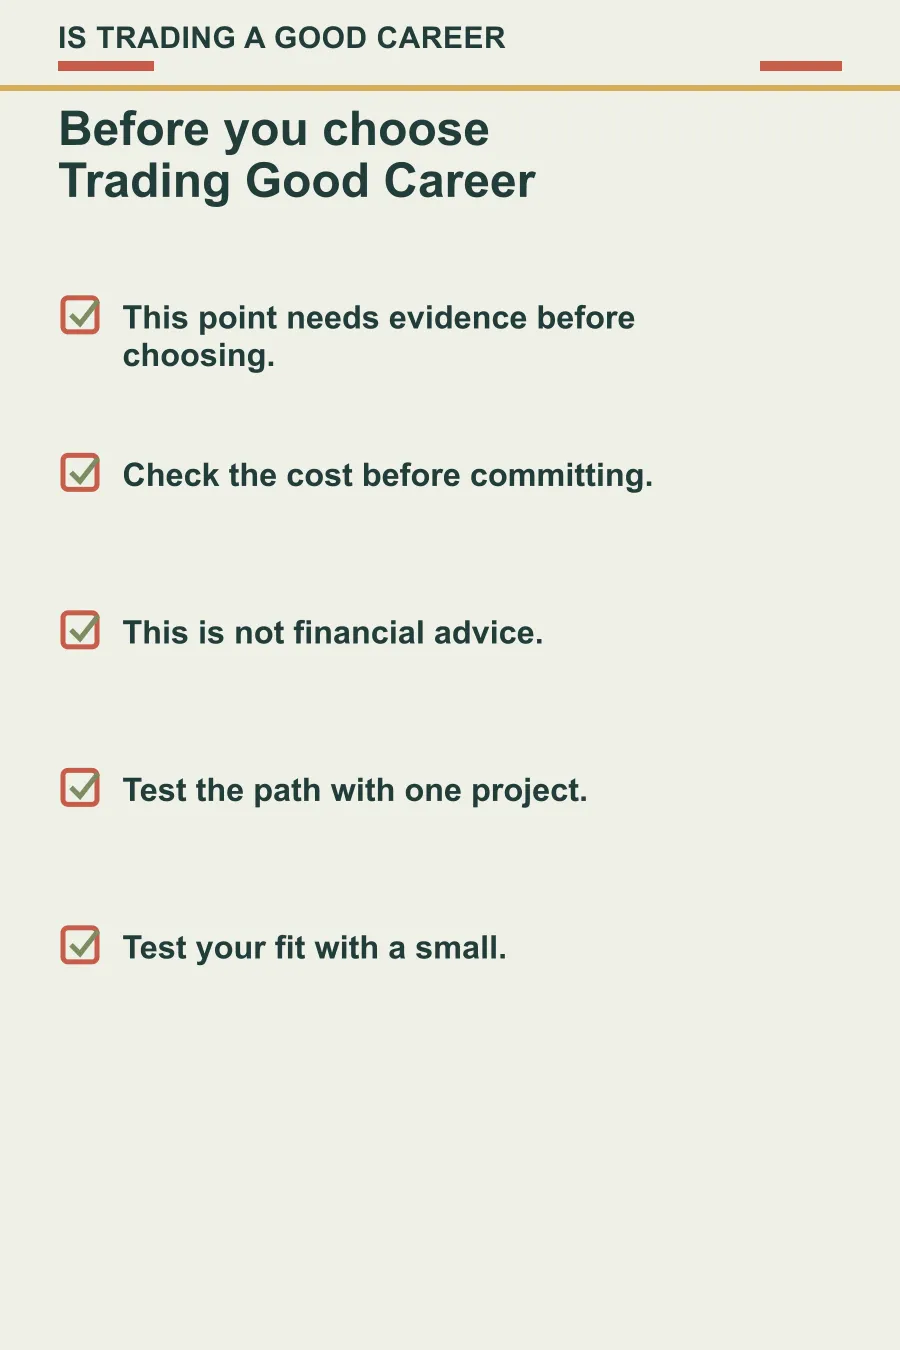 IS TRADING A GOOD CAREER
Before you choose
Trading Good Career
This point needs evidence before
choosing.
Check the cost before committing.
This is not financial advice.
Test the path with one project.
Test your fit with a small.